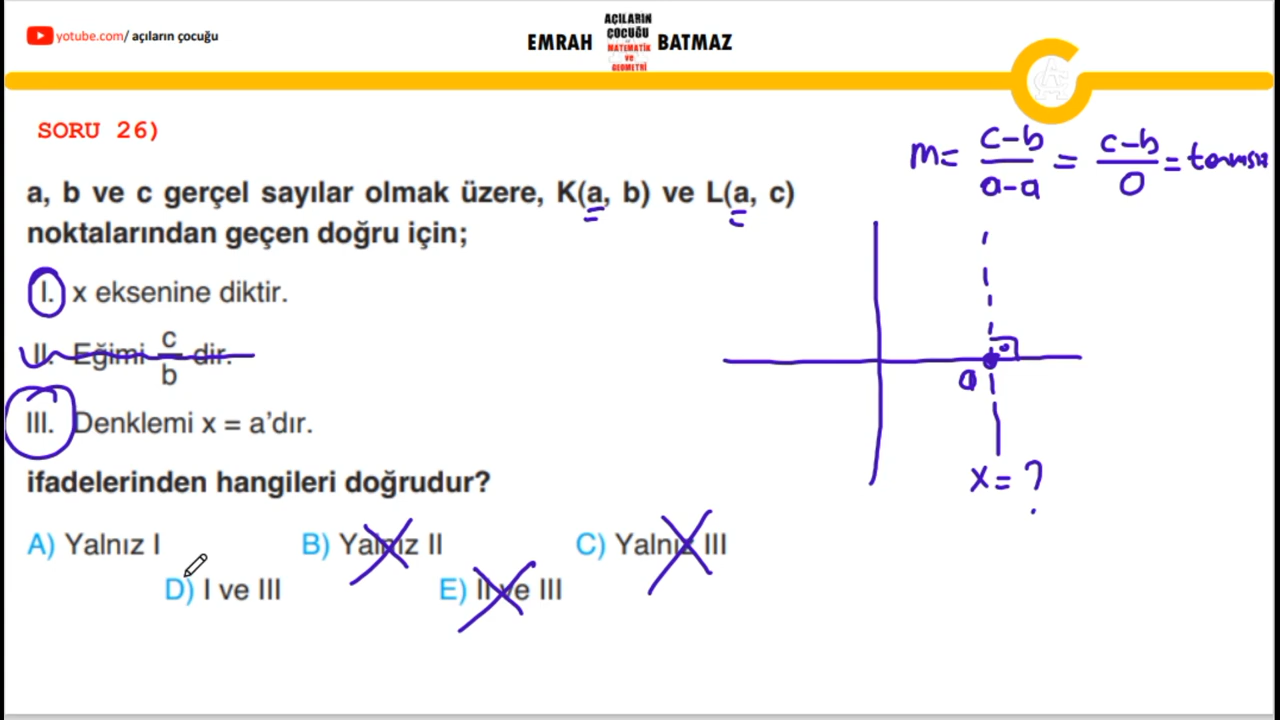 yotube.com/ açıların çocuğu
EMRAH AÇILARIN ÇOCUĞU MATEMATİK ve GEOMETRİ BATMAZ
SORU 26)
m= c-b / a-a = c-b / 0 = tanımsız
a, b ve c gerçel sayılar olmak üzere, K(a, b) ve L(a, c)
noktalarından geçen doğru için;
I. x eksenine diktir.
II. Eğimi c/b dir.
a
III. Denklemi x = a'dır.
x = ?
ifadelerinden hangileri doğrudur?
A) Yalnız I B) Yalnız II C) Yalnız III
D) I ve III E) II ve III